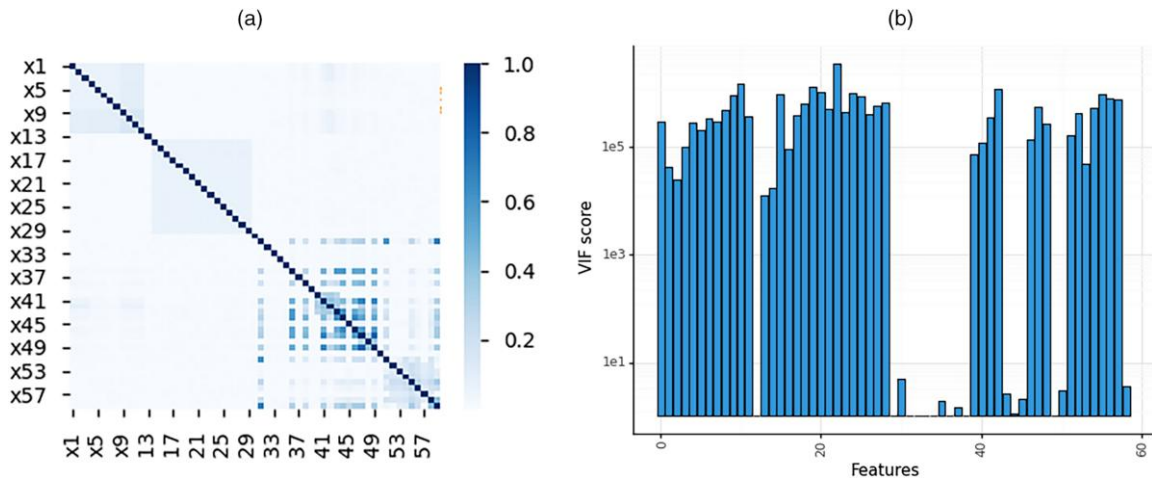 (a)
(b)
x1
x5
x9
x13
x17
x21
x25
x29
x33
x37
x41
x45
x49
x53
x57
x1
x5
x9
13
17
21
25
29
33
37
41
45
49
53
57
1.0
0.8
0.6
0.4
0.2
VIF score
1e5
1e3
1e1
0
20
40
60
Features